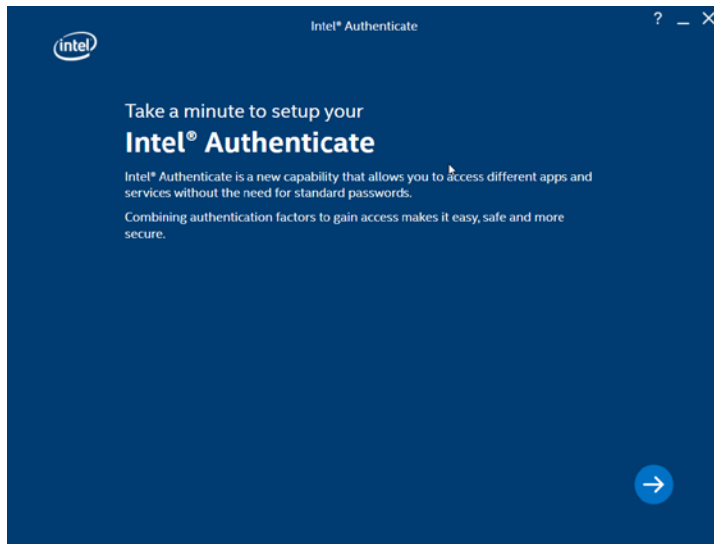 Intel® Authenticate
? _ X
intel
Take a minute to setup your
Intel® Authenticate
Intel® Authenticate is a new capability that allows you to access different apps and
services without the need for standard passwords.
Combining authentication factors to gain access makes it easy, safe and more
secure.